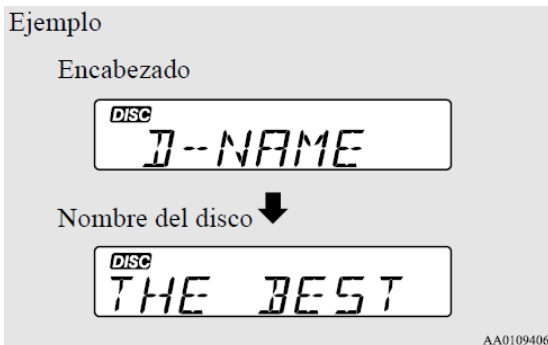 Ejemplo
Encabezado
DISC
D-NAME
Nombre del disco
DISC
THE BEST
AA0109406